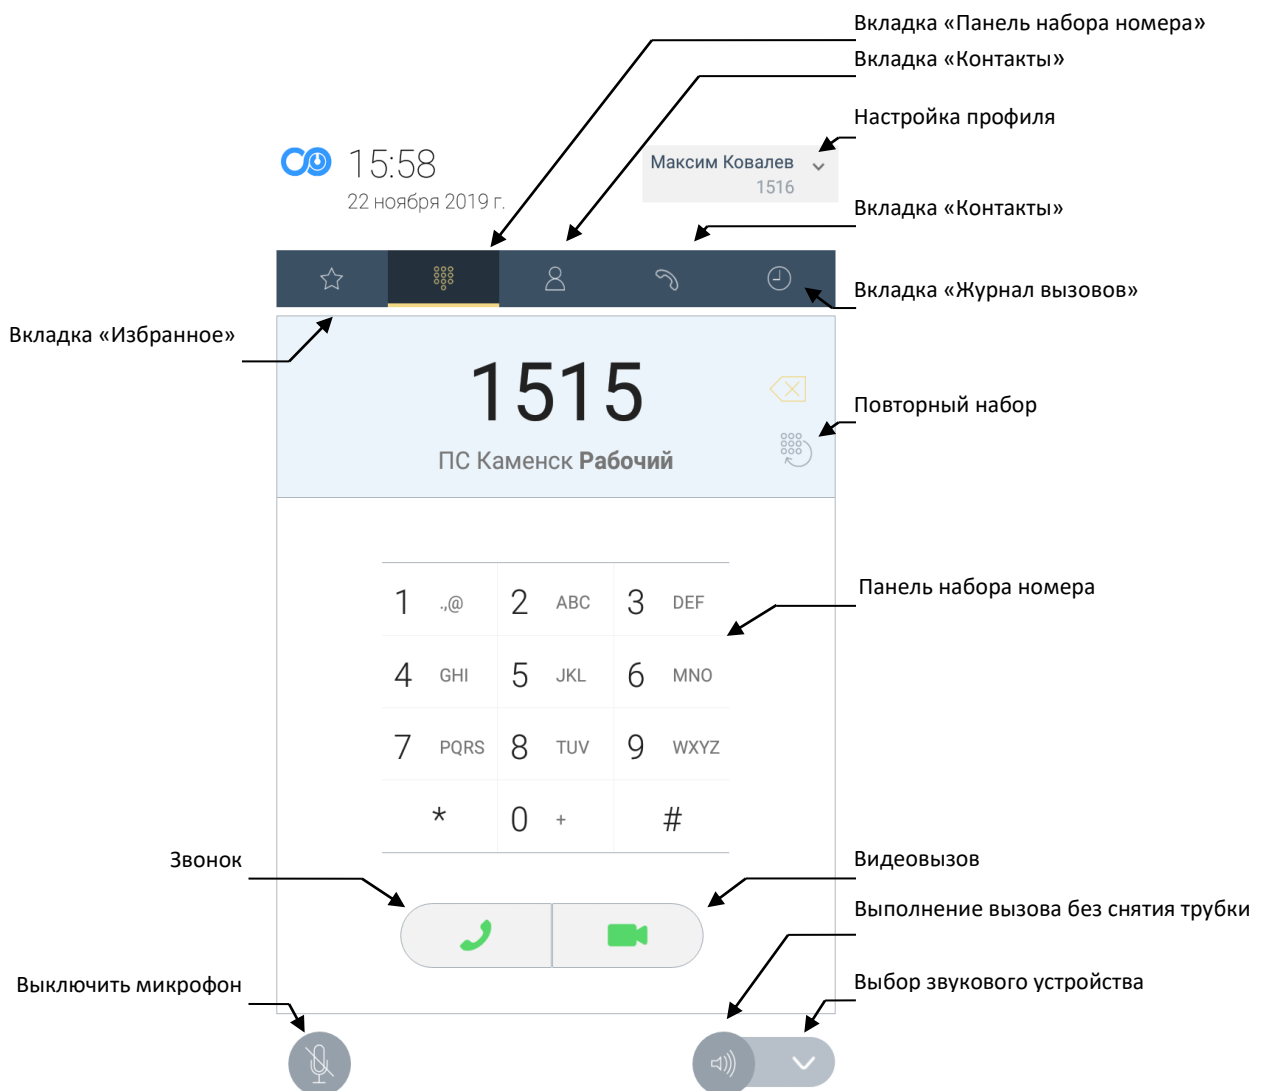 Вкладка «Панель набора номера»
Вкладка «Контакты»
Настройка профиля
15:58
22 ноября 2019 г.
Максим Ковалев
1516
Вкладка «Контакты»
Вкладка «Журнал вызовов»
Вкладка «Избранное»
1515
ПС Каменск Рабочий
Повторный набор
Панель набора номера
1 .,@ 2 ABC 3 DEF
4 GHI 5 JKL 6 MNO
7 PQRS 8 TUV 9 WXYZ
* 0 + #
Звонок
Видеовызов
Выполнение вызова без снятия трубки
Выключить микрофон
Выбор звукового устройства